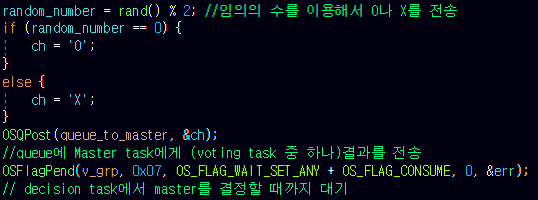 random_number = rand() % 2; //임의의 수를 이용해서 O나 X를 전송
if (random_number == 0) {
    ch = 'O';
}
else {
    ch = 'X';
}
OSQPost(queue_to_master, &ch);
//queue에 Master task에게 (voting task 중 하나)결과를 전송
OSFlagPend(v_grp, 0x07, OS_FLAG_WAIT_SET_ANY + OS_FLAG_CONSUME, 0, &err);
// decision task에서 master를 결정할 때까지 대기